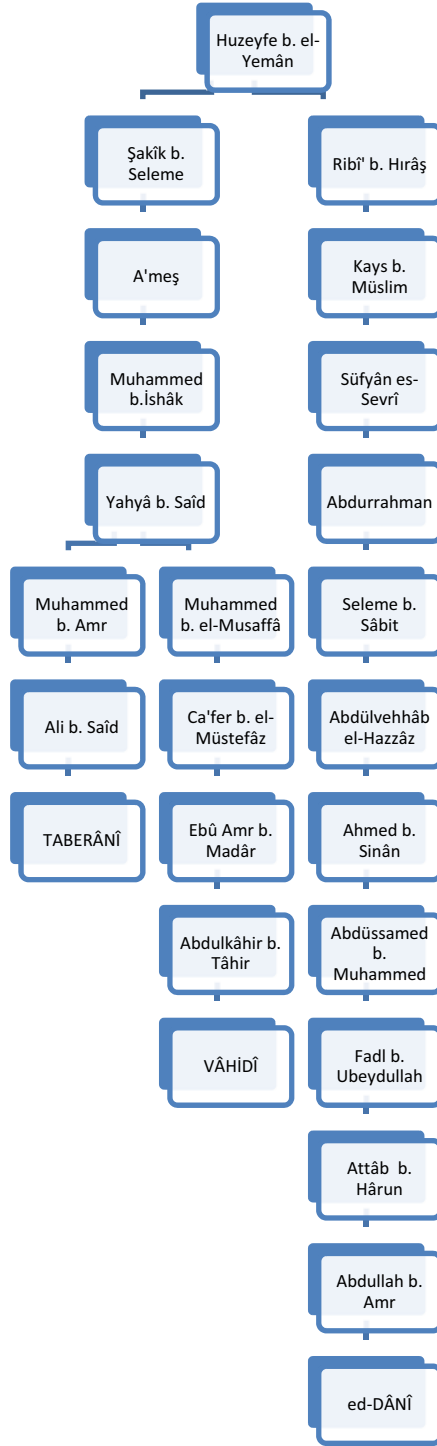 Huzeyfe b. el-
Yemân
Şakîk b.
Seleme
Ribî' b. Hırâş
A'meş
Kays b.
Müslim
Muhammed
b.İshâk
Süfyân es-
Sevrî
Yahyâ b. Saîd
Abdurrahman
Muhammed
b. Amr
Muhammed
b. el-Musaffâ
Seleme b.
Sâbit
Ali b. Saîd
Ca'fer b. el-
Müstefâz
Abdülvehhâb
el-Hazzâz
TABERÂNÎ
Ebû Amr b.
Madâr
Ahmed b.
Sinân
Abdulkâhir b.
Tâhir
Abdüssamed
b.
Muhammed
VÂHİDÎ
Fadl b.
Ubeydullah
Attâb  b.
Hârun
Abdullah b.
Amr
ed-DÂNÎ